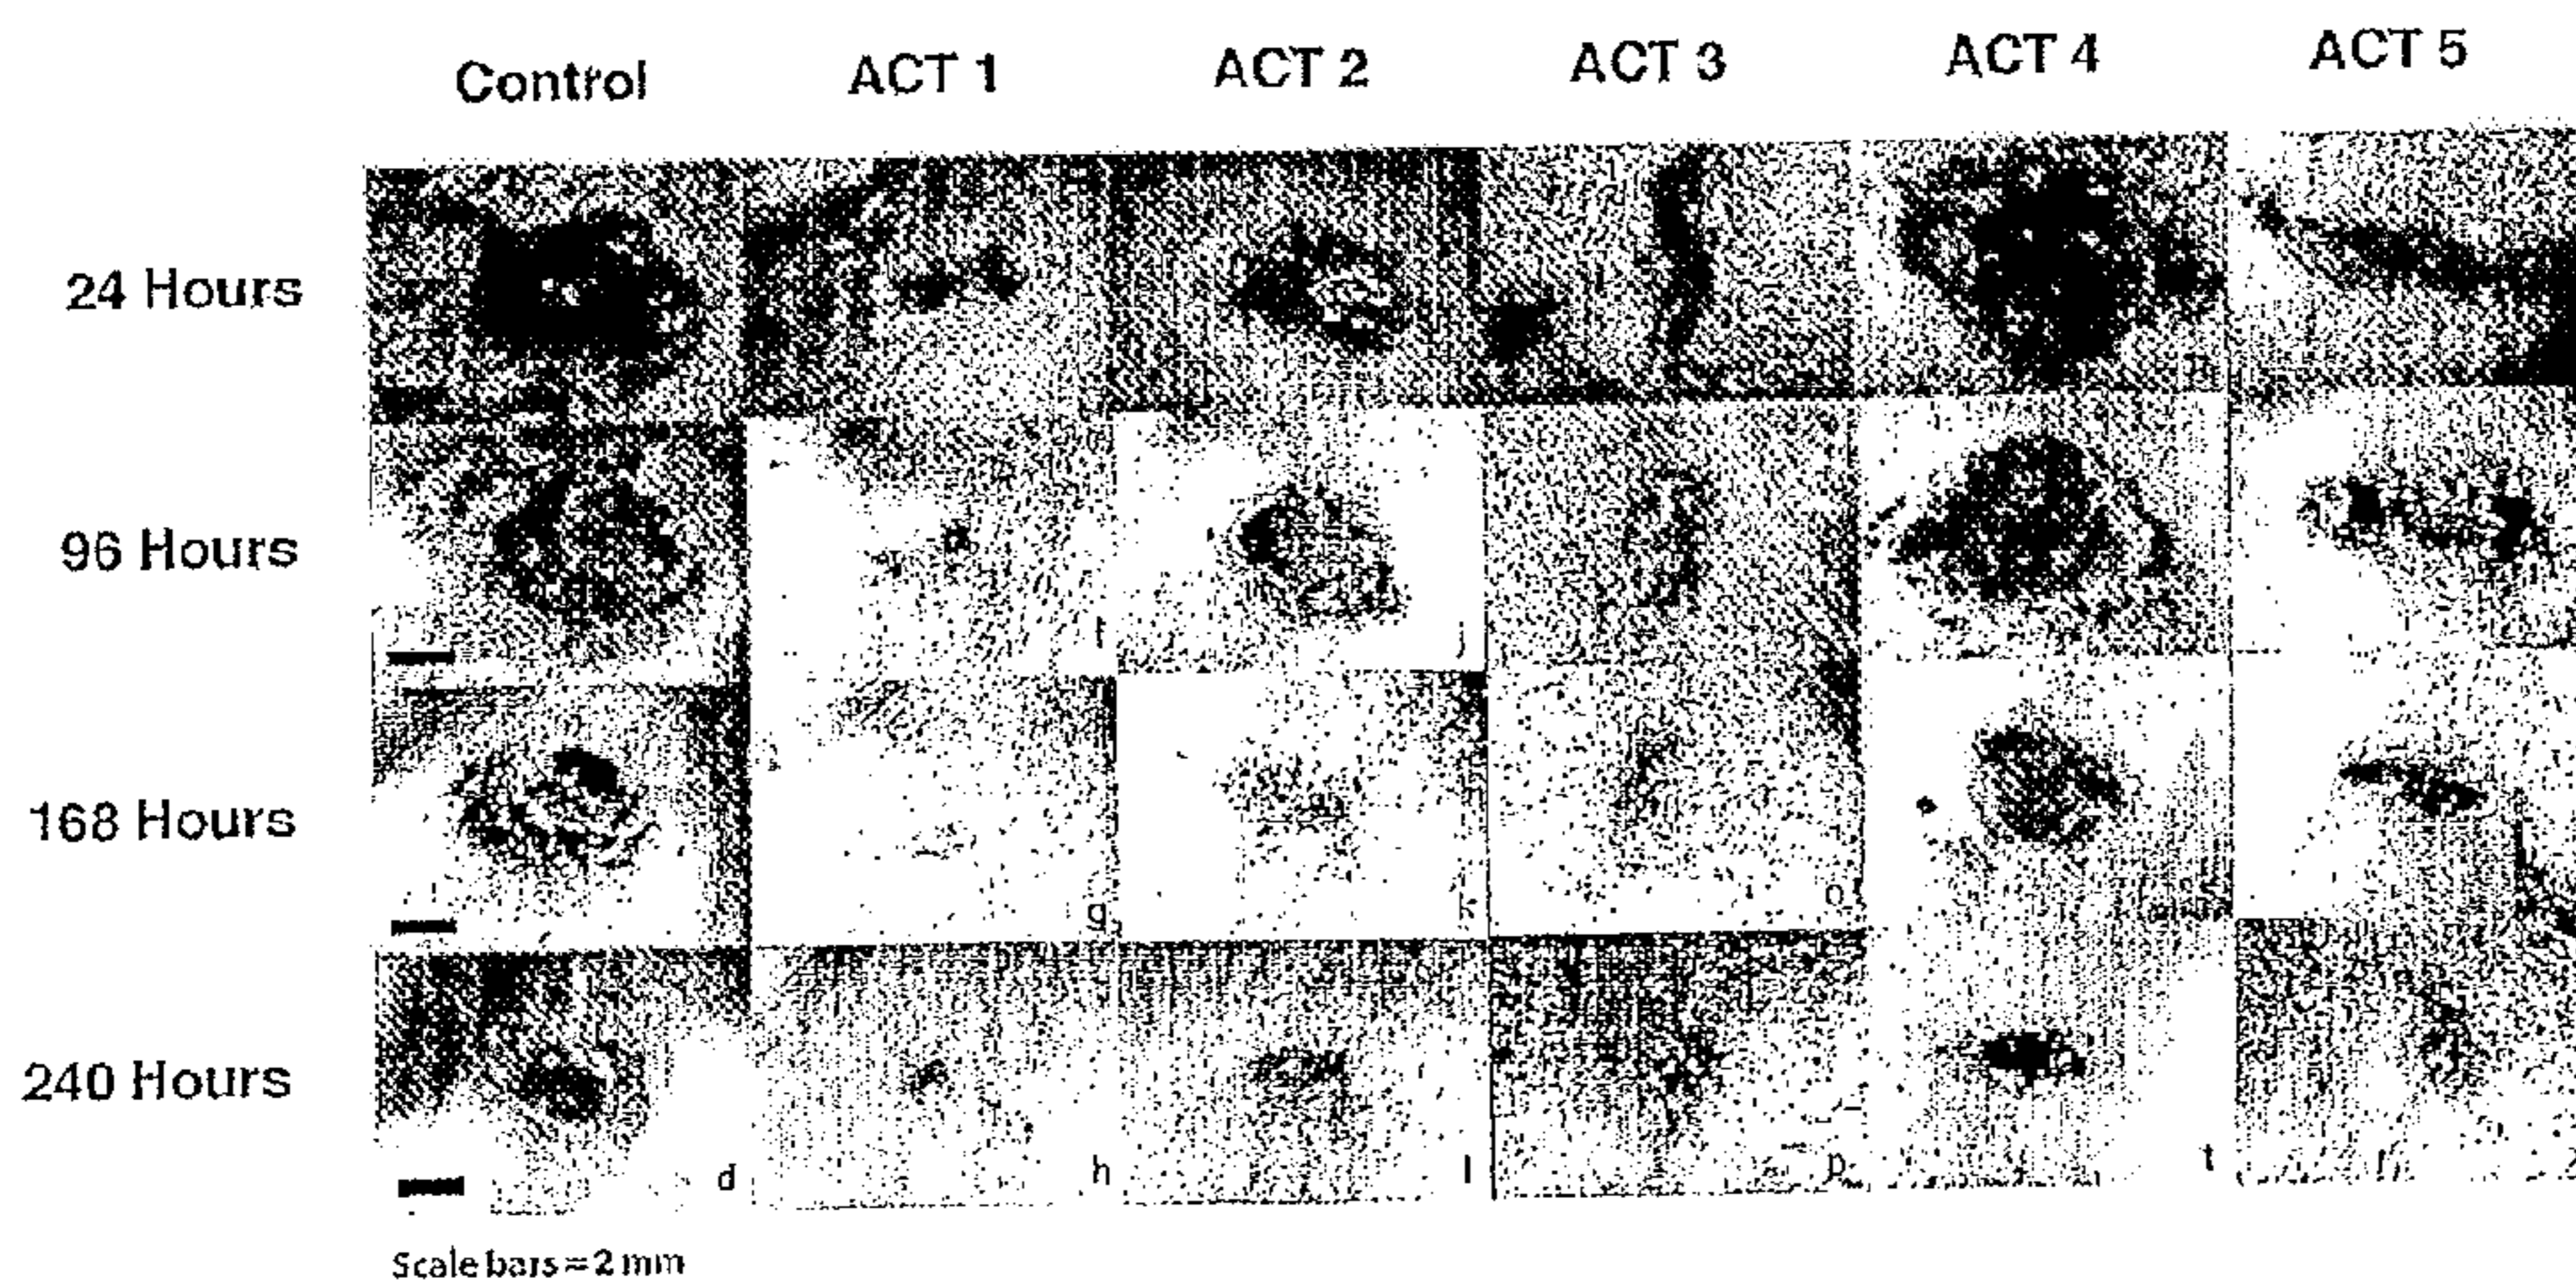 Control ACT 1 ACT 2 ACT 3 ACT 4 ACT 5
24 Hours
96 Hours
f j
168 Hours
g k o
240 Hours
d h l p t
Scale bars = 2 mm